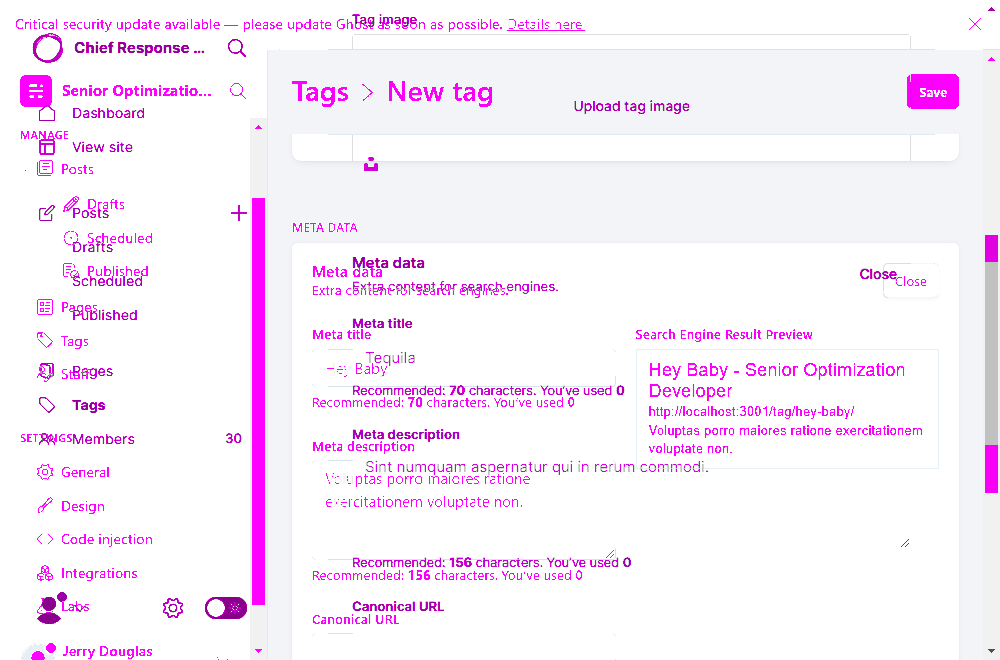 Critical security update available — please update Ghost as soon as possible. Details here.
Tag image
Chief Response ...
Senior Optimizatio...
Tags > New tag
Save
Upload tag image
Dashboard
MANAGE
View site
Posts
Drafts
Posts
Scheduled
Drafts
Published
Scheduled
Pages
Published
Tags
Staff
Pages
Tags
SETTINGS
Members
30
General
Design
Code injection
Integrations
Labs
Jerry Douglas
META DATA
Meta data
Meta data
Extra content for search engines.
Extra content for search engines.
Close
Close
Meta title
Meta title
Tequila
Hey Baby
Recommended: 70 characters. You've used 0
Recommended: 70 characters. You've used 0
Search Engine Result Preview
Hey Baby - Senior Optimization
Developer
http://localhost:3001/tag/hey-baby/
Voluptas porro maiores ratione exercitationem
voluptate non.
Meta description
Meta description
Sint numquam aspernatur qui in rerum commodi.
Voluptas porro maiores ratione
exercitationem voluptate non.
Recommended: 156 characters. You've used 0
Recommended: 156 characters. You've used 0
Canonical URL
Canonical URL